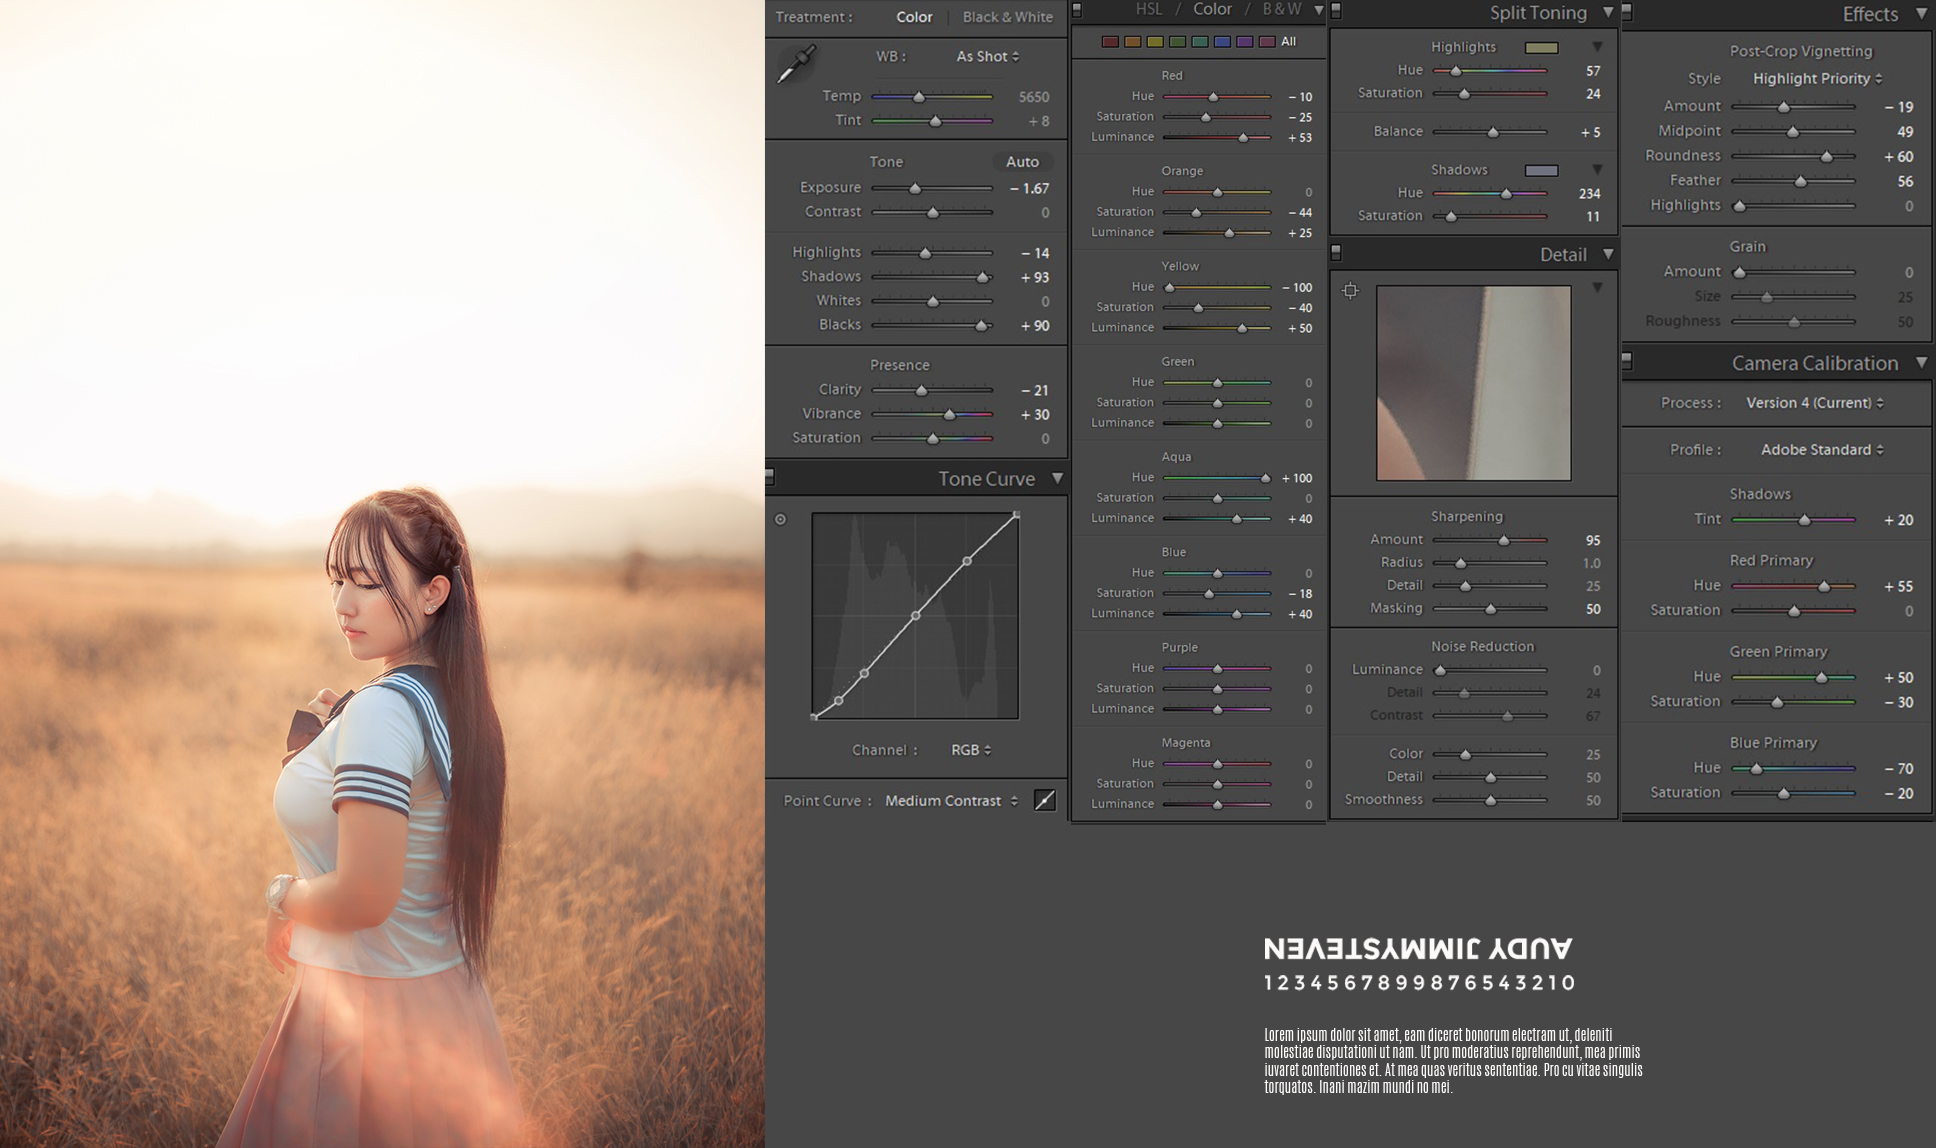 Treatment : Color | Black & White
WB : As Shot
Temp 5650
Tint + 8
Tone Auto
Exposure − 1.67
Contrast 0
Highlights − 14
Shadows + 93
Whites 0
Blacks + 90
Presence
Clarity − 21
Vibrance + 30
Saturation 0
Tone Curve
Channel : RGB
Point Curve : Medium Contrast
HSL / Color / B & W
All
Red
Hue − 10
Saturation − 25
Luminance + 53
Orange
Hue 0
Saturation − 44
Luminance + 25
Yellow
Hue − 100
Saturation − 40
Luminance + 50
Green
Hue 0
Saturation 0
Luminance 0
Aqua
Hue + 100
Saturation 0
Luminance + 40
Blue
Hue 0
Saturation − 18
Luminance + 40
Purple
Hue 0
Saturation 0
Luminance 0
Magenta
Hue 0
Saturation 0
Luminance 0
Split Toning
Highlights
Hue 57
Saturation 24
Balance + 5
Shadows
Hue 234
Saturation 11
Detail
Sharpening
Amount 95
Radius 1.0
Detail 25
Masking 50
Noise Reduction
Luminance 0
Detail 24
Contrast 67
Color 25
Detail 50
Smoothness 50
Effects
Post-Crop Vignetting
Style Highlight Priority
Amount − 19
Midpoint 49
Roundness + 60
Feather 56
Highlights 0
Grain
Amount 0
Size 25
Roughness 50
Camera Calibration
Process : Version 4 (Current)
Profile : Adobe Standard
Shadows
Tint + 20
Red Primary
Hue + 55
Saturation 0
Green Primary
Hue + 50
Saturation − 30
Blue Primary
Hue − 70
Saturation − 20
AUDY JIMMYSTEVEN
1234567899876543210
Lorem ipsum dolor sit amet, eam diceret bonorum electram ut, deleniti
molestiae disputationi ut nam. Ut pro moderatius reprehendunt, mea primis
iuvaret contentiones et. At mea quas veritus sententiae. Pro cu vitae singulis
torquatos. Inani mazim mundi no mei.